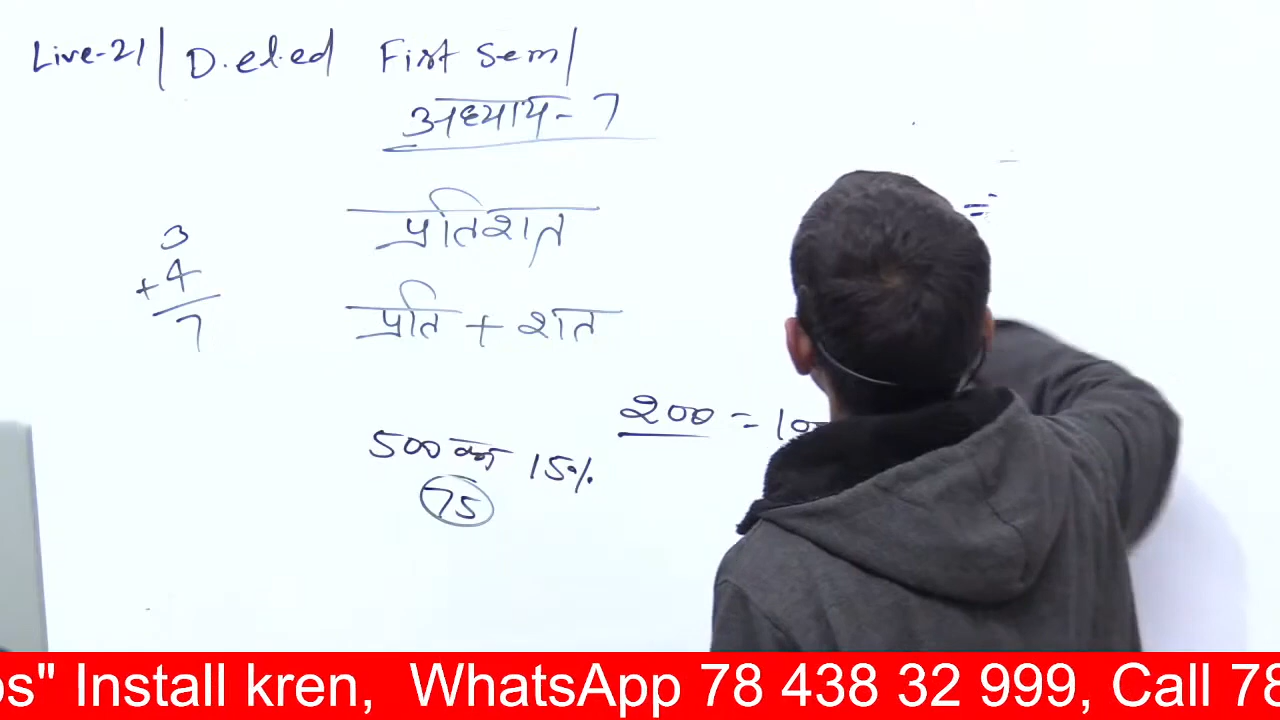 Live-21/ D.el.ed First Sem/
अध्याय- 7
प्रतिशत
3
+4
7
प्रति + शत
200 =
500 का 15%
75
Install kren, WhatsApp 78 438 32 999, Call 78